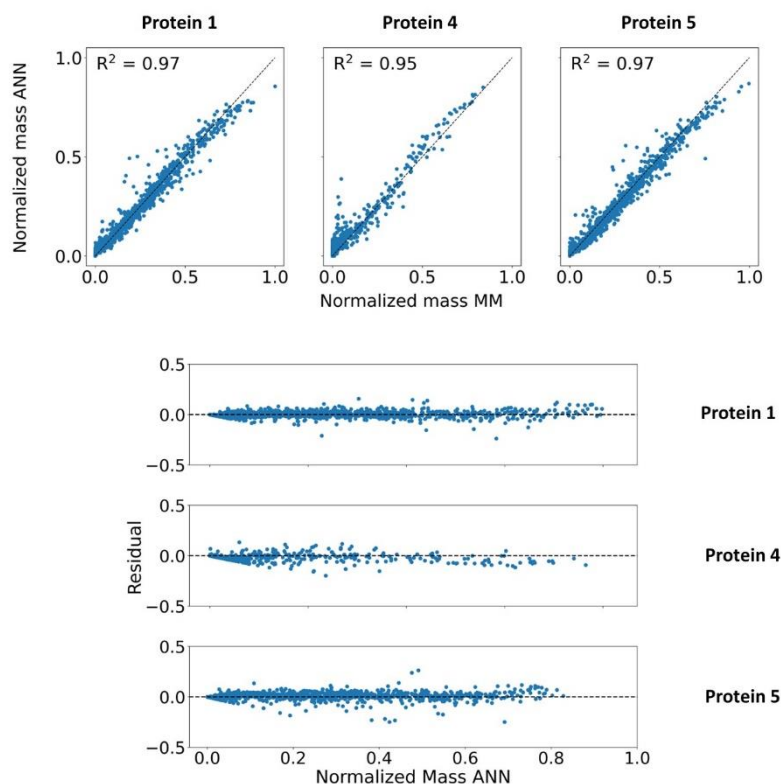 Protein 1 Protein 4 Protein 5
Normalized mass ANN
1.0
0.5
0.0
R² = 0.97 R² = 0.95 R² = 0.97
0.0 0.5 1.0 0.0 0.5 1.0 0.0 0.5 1.0
Normalized mass MM
0.5
0.0
−0.5
Protein 1
Residual
0.5
0.0
−0.5
Protein 4
0.5
0.0
−0.5
Protein 5
0.0 0.2 0.4 0.6 0.8 1.0
Normalized Mass ANN